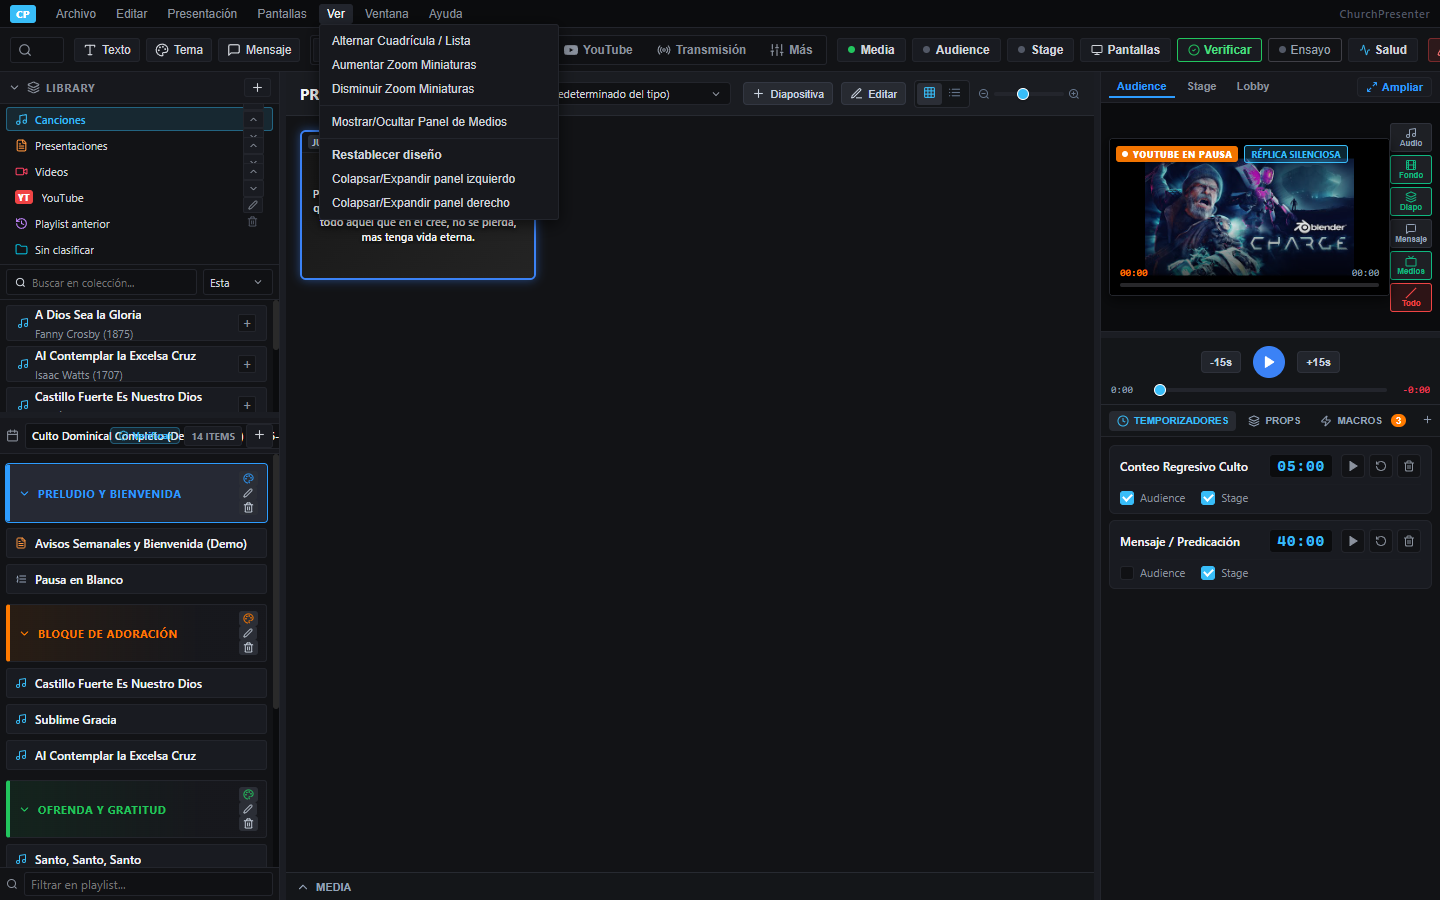 CP
Archivo
Editar
Presentación
Pantallas
Ver
Ventana
Ayuda
ChurchPresenter
Texto
Tema
Mensaje
YouTube
Transmisión
Más
Media
Audience
Stage
Pantallas
Verificar
Ensayo
Salud
Alternar Cuadrícula / Lista
Aumentar Zoom Miniaturas
Disminuir Zoom Miniaturas
Mostrar/Ocultar Panel de Medios
Restablecer diseño
Colapsar/Expandir panel izquierdo
Colapsar/Expandir panel derecho
LIBRARY
Canciones
Presentaciones
Videos
YT YouTube
Playlist anterior
Sin clasificar
Buscar en colección...
Esta
A Dios Sea la Gloria
Fanny Crosby (1875)
Al Contemplar la Excelsa Cruz
Isaac Watts (1707)
Castillo Fuerte Es Nuestro Dios
Culto Dominical Completo (De
14 ITEMS
PRELUDIO Y BIENVENIDA
Avisos Semanales y Bienvenida (Demo)
Pausa en Blanco
BLOQUE DE ADORACIÓN
Castillo Fuerte Es Nuestro Dios
Sublime Gracia
Al Contemplar la Excelsa Cruz
OFRENDA Y GRATITUD
Santo, Santo, Santo
Filtrar en playlist...
PR
edeterminado del tipo)
Diapositiva
Editar
todo aquel que en él cree, no se pierda,
mas tenga vida eterna.
MEDIA
Audience
Stage
Lobby
Ampliar
YOUTUBE EN PAUSA
RÉPLICA SILENCIOSA
blender
CHARGE
00:00
00:00
Audio
Fondo
Diapo
Mensaje
Medios
Todo
-15s
+15s
0:00
-0:00
TEMPORIZADORES
PROPS
MACROS
3
Conteo Regresivo Culto
05:00
Audience
Stage
Mensaje / Predicación
40:00
Audience
Stage